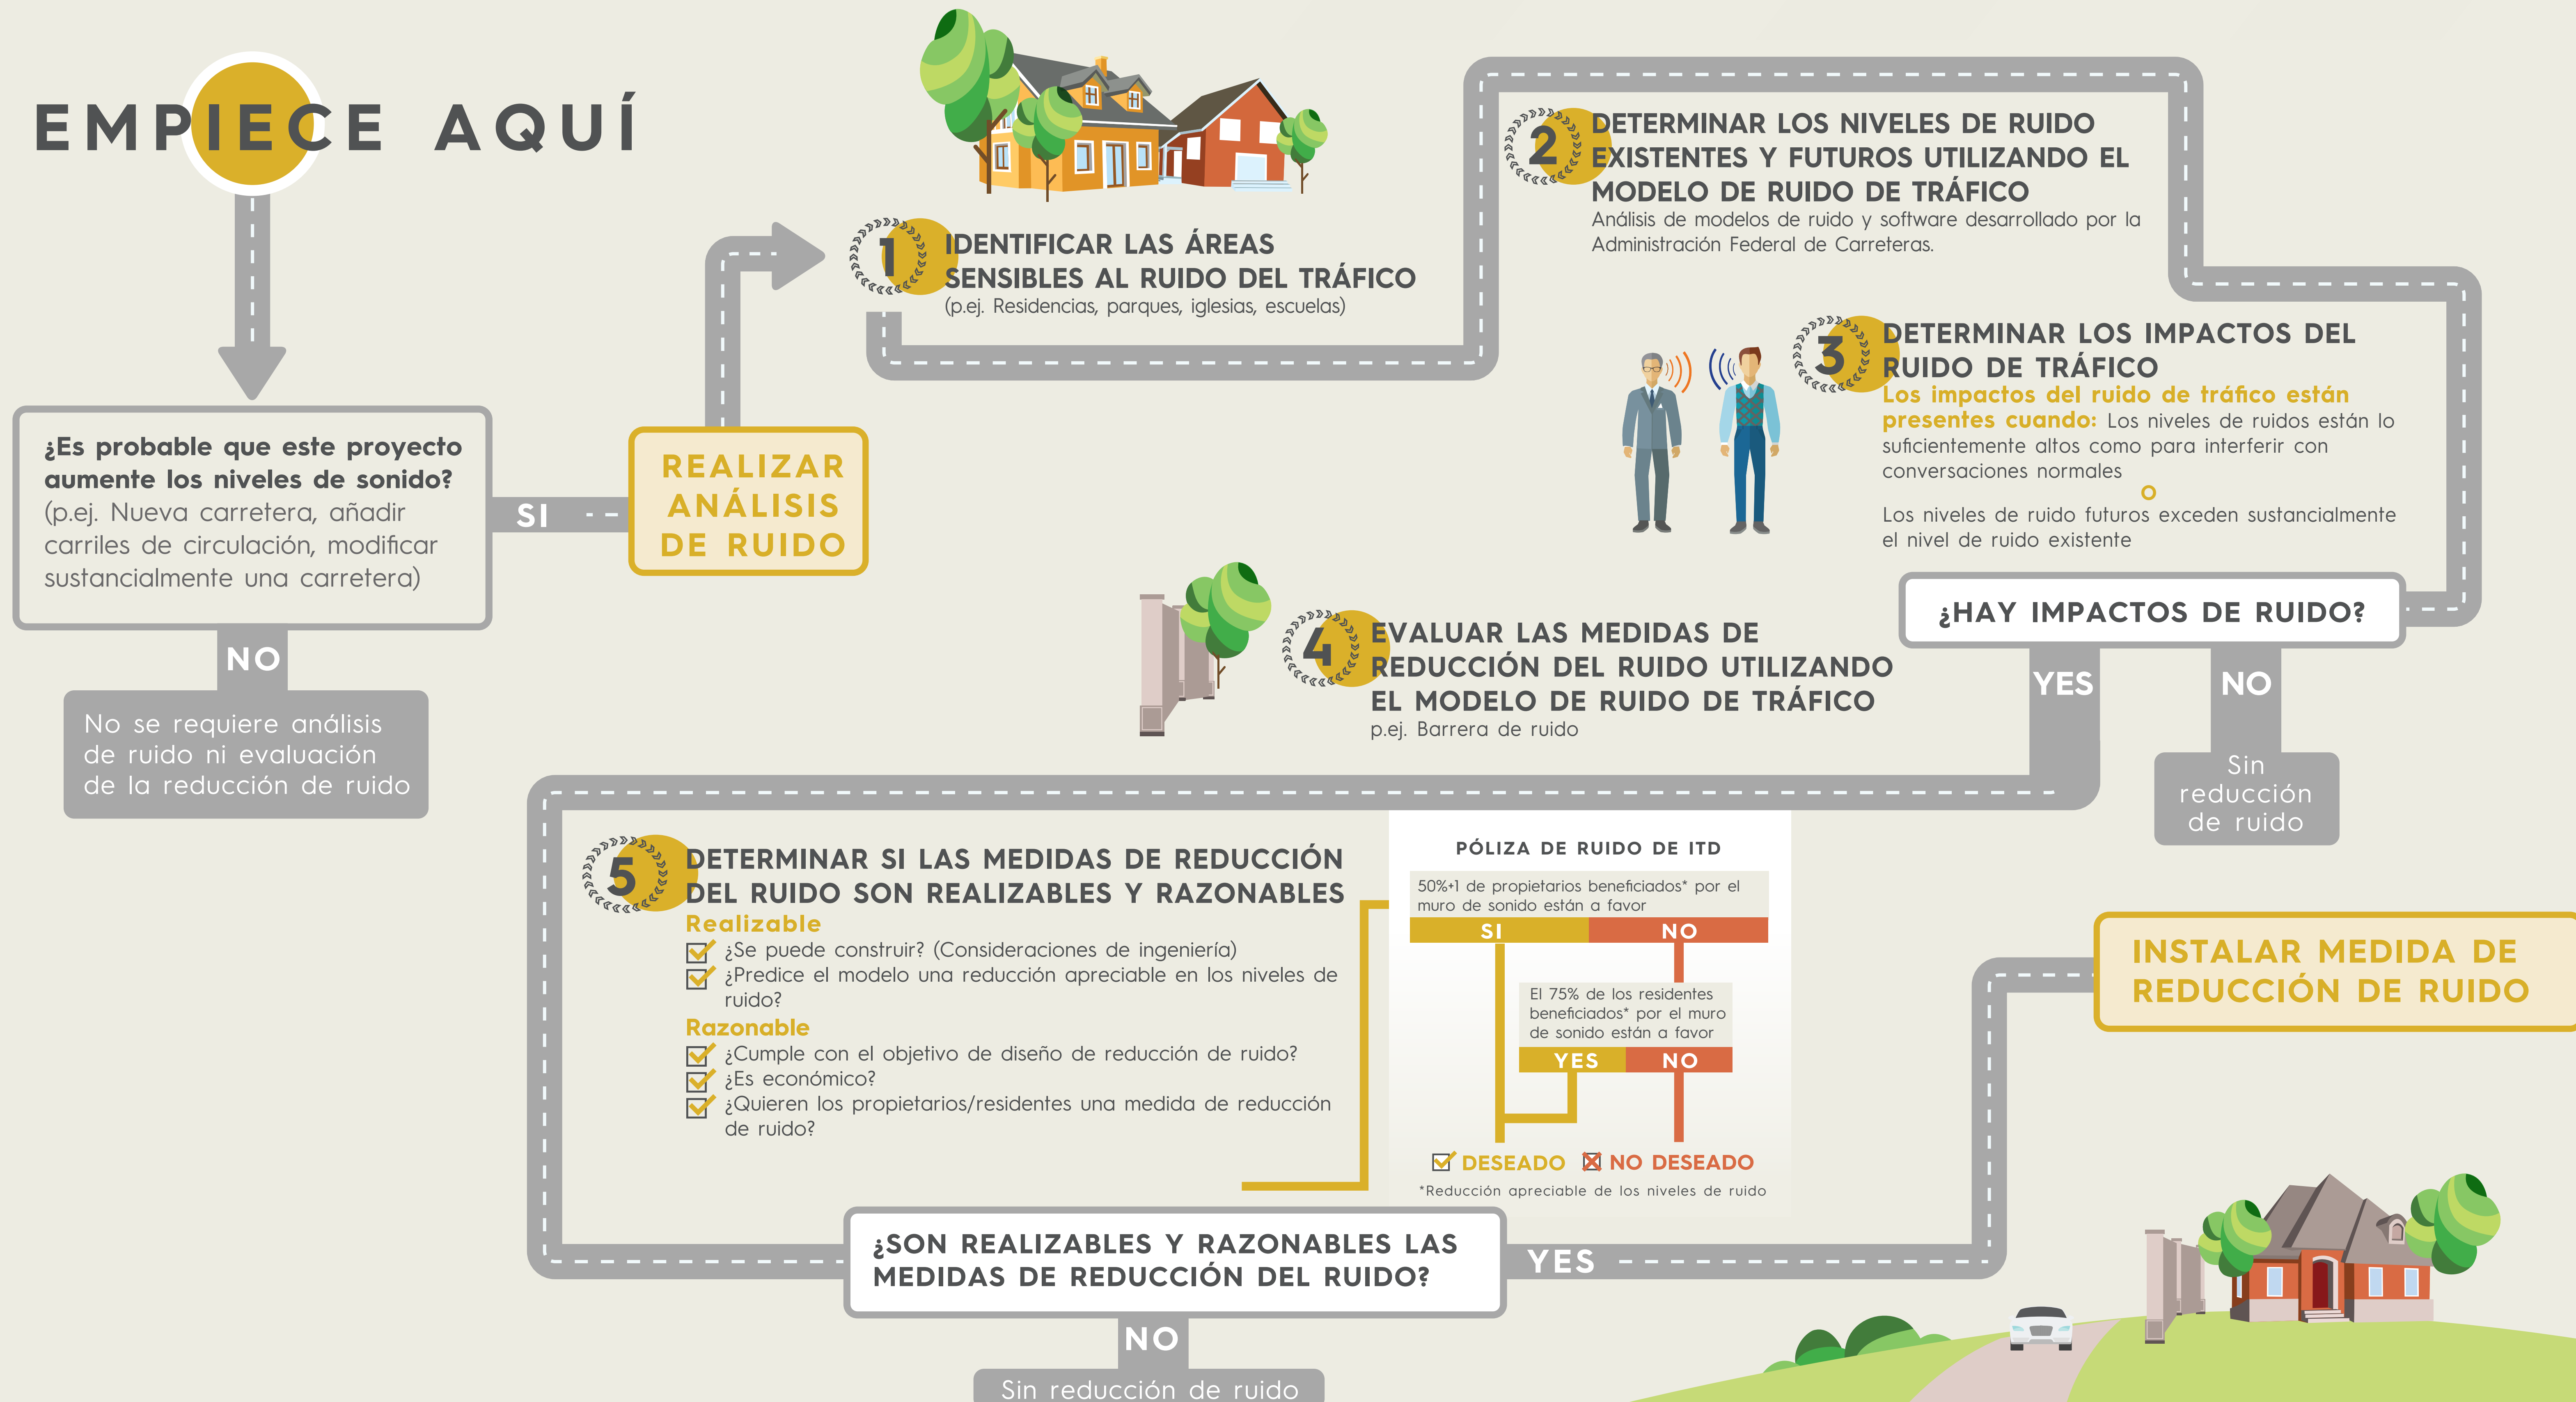 EMPIECE AQUÍ
¿Es probable que este proyecto
aumente los niveles de sonido?
(p.ej. Nueva carretera, añadir
carriles de circulación, modificar
sustancialmente una carretera)
NO
No se requiere análisis
de ruido ni evaluación
de la reducción de ruido
SI
REALIZAR
ANÁLISIS
DE RUIDO
1
IDENTIFICAR LAS ÁREAS
SENSIBLES AL RUIDO DEL TRÁFICO
(p.ej. Residencias, parques, iglesias, escuelas)
2
DETERMINAR LOS NIVELES DE RUIDO
EXISTENTES Y FUTUROS UTILIZANDO EL
MODELO DE RUIDO DE TRÁFICO
Análisis de modelos de ruido y software desarrollado por la
Administración Federal de Carreteras.
3
DETERMINAR LOS IMPACTOS DEL
RUIDO DE TRÁFICO
Los impactos del ruido de tráfico están
presentes cuando: Los niveles de ruidos están lo
suficientemente altos como para interferir con
conversaciones normales
O
Los niveles de ruido futuros exceden sustancialmente
el nivel de ruido existente
¿HAY IMPACTOS DE RUIDO?
YES
NO
Sin
reducción
de ruido
4
EVALUAR LAS MEDIDAS DE
REDUCCIÓN DEL RUIDO UTILIZANDO
EL MODELO DE RUIDO DE TRÁFICO
p.ej. Barrera de ruido
5
DETERMINAR SI LAS MEDIDAS DE REDUCCIÓN
DEL RUIDO SON REALIZABLES Y RAZONABLES
Realizable
¿Se puede construir? (Consideraciones de ingeniería)
¿Predice el modelo una reducción apreciable en los niveles de
ruido?
Razonable
¿Cumple con el objetivo de diseño de reducción de ruido?
¿Es económico?
¿Quieren los propietarios/residentes una medida de reducción
de ruido?
PÓLIZA DE RUIDO DE ITD
50%+1 de propietarios beneficiados* por el
muro de sonido están a favor
SI NO
El 75% de los residentes
beneficiados* por el muro
de sonido están a favor
YES NO
DESEADO NO DESEADO
*Reducción apreciable de los niveles de ruido
¿SON REALIZABLES Y RAZONABLES LAS
MEDIDAS DE REDUCCIÓN DEL RUIDO?
YES
NO
Sin reducción de ruido
INSTALAR MEDIDA DE
REDUCCIÓN DE RUIDO